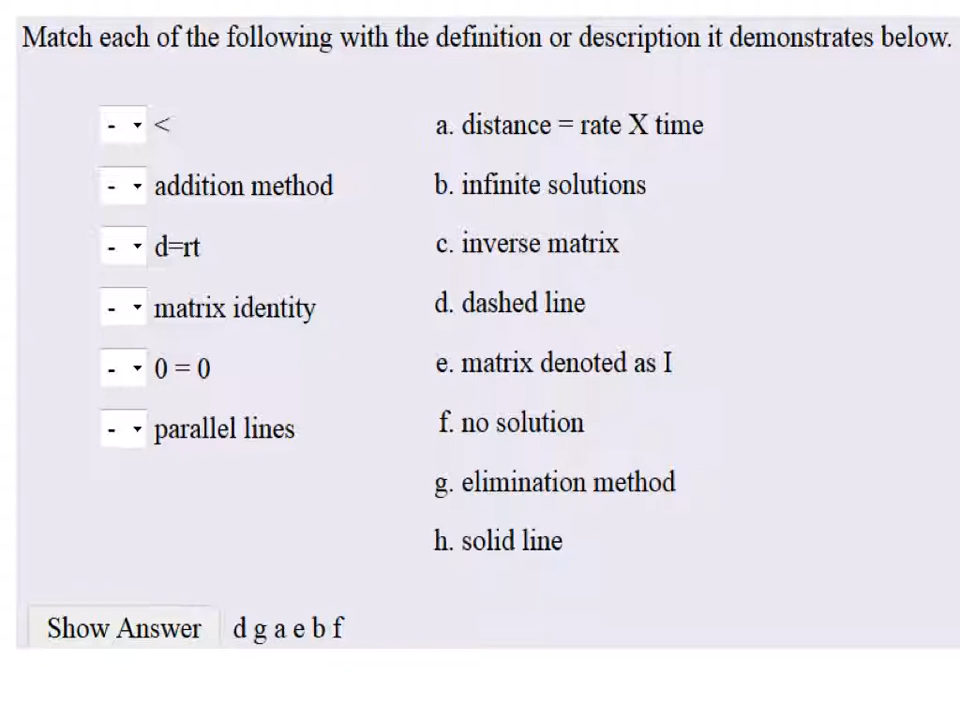 Match each of the following with the definition or description it demonstrates below.
- <
a. distance = rate X time
- addition method
b. infinite solutions
- d=rt
c. inverse matrix
- matrix identity
d. dashed line
- 0 = 0
e. matrix denoted as I
- parallel lines
f. no solution
g. elimination method
h. solid line
Show Answer d g a e b f